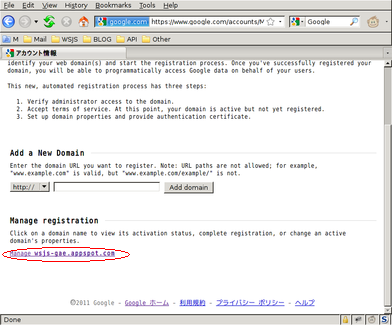 File Edit View History Bookmarks Tools Help
google.com https://www.google.com/accounts/M Google
M Mail WSJS BLOG API Other
アカウント情報
identify your web domain(s) and start the registration process. Once you've successfully registered your
domain, you will be able to programmatically access Google data on behalf of your users.
This new, automated registration process has three steps:
1. Verify administrator access to the domain.
2. Accept terms of service. At this point, your domain is active but not yet registered.
3. Set up domain properties and provide authentication certificate.
Add a New Domain
Enter the domain URL you want to register. Note: URL paths are not allowed; for example,
"www.example.com" is valid, but "www.example.com/example/" is not.
http:// Add domain
Manage registration
Click on a domain name to view its activation status, complete registration, or change an active
domain's properties.
Manage wsjs-gae.appspot.com
©2011 Google - Google ホーム - 利用規約 - プライバシー ポリシー - ヘルプ
Done